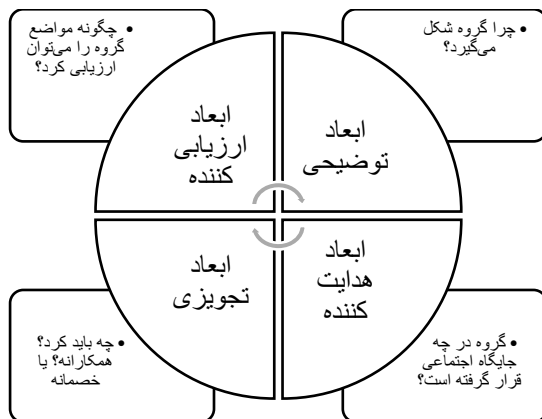 • چرا گروه شکل
می‌گیرد؟
• چگونه مواضع
گروه را می‌توان
ارزیابی کرد؟
ابعاد
توضیحی
ابعاد
ارزیابی
کننده
ابعاد
هدایت
کننده
ابعاد
تجویزی
• گروه در چه
جایگاه اجتماعی
قرار گرفته است؟
• چه باید کرد؟
همکارانه؟ یا
خصمانه